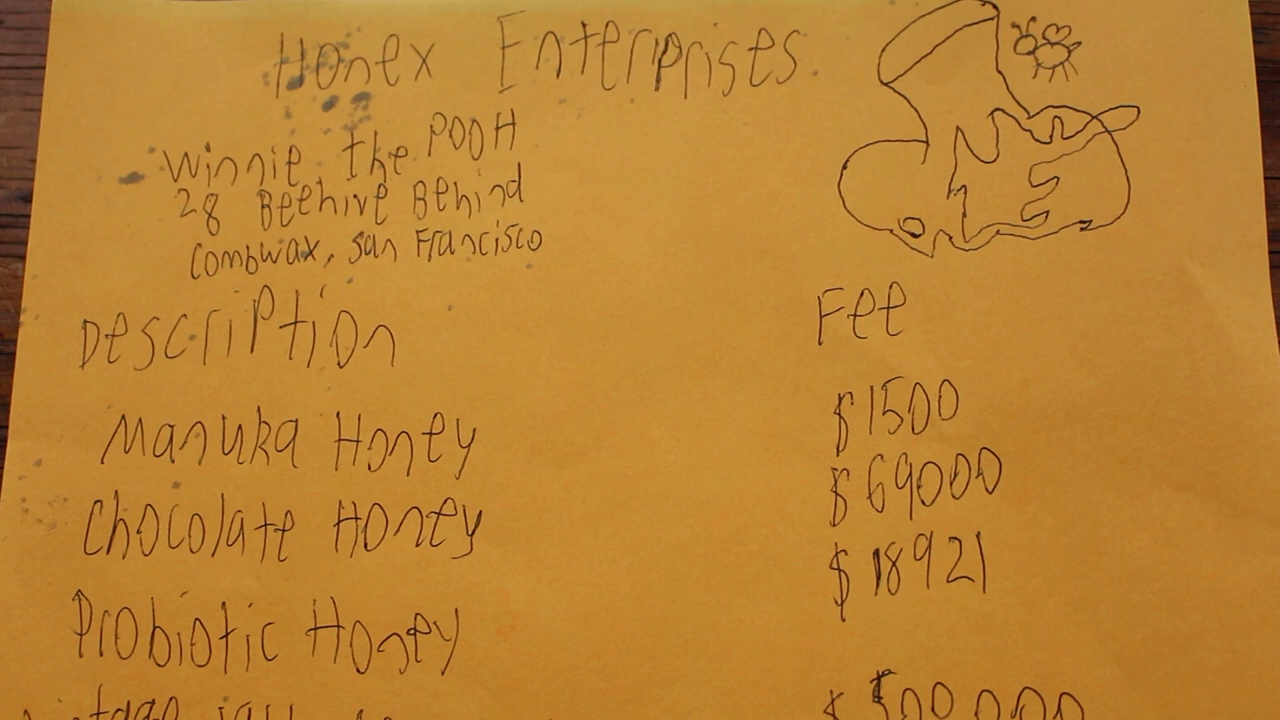 Honex Enterprises
Winnie the Pooh
28 Beehive Behind
Combwax, San Francisco
Description Fee
Manuka Honey $1500
Chocolate Honey $69000
Probiotic Honey $18921